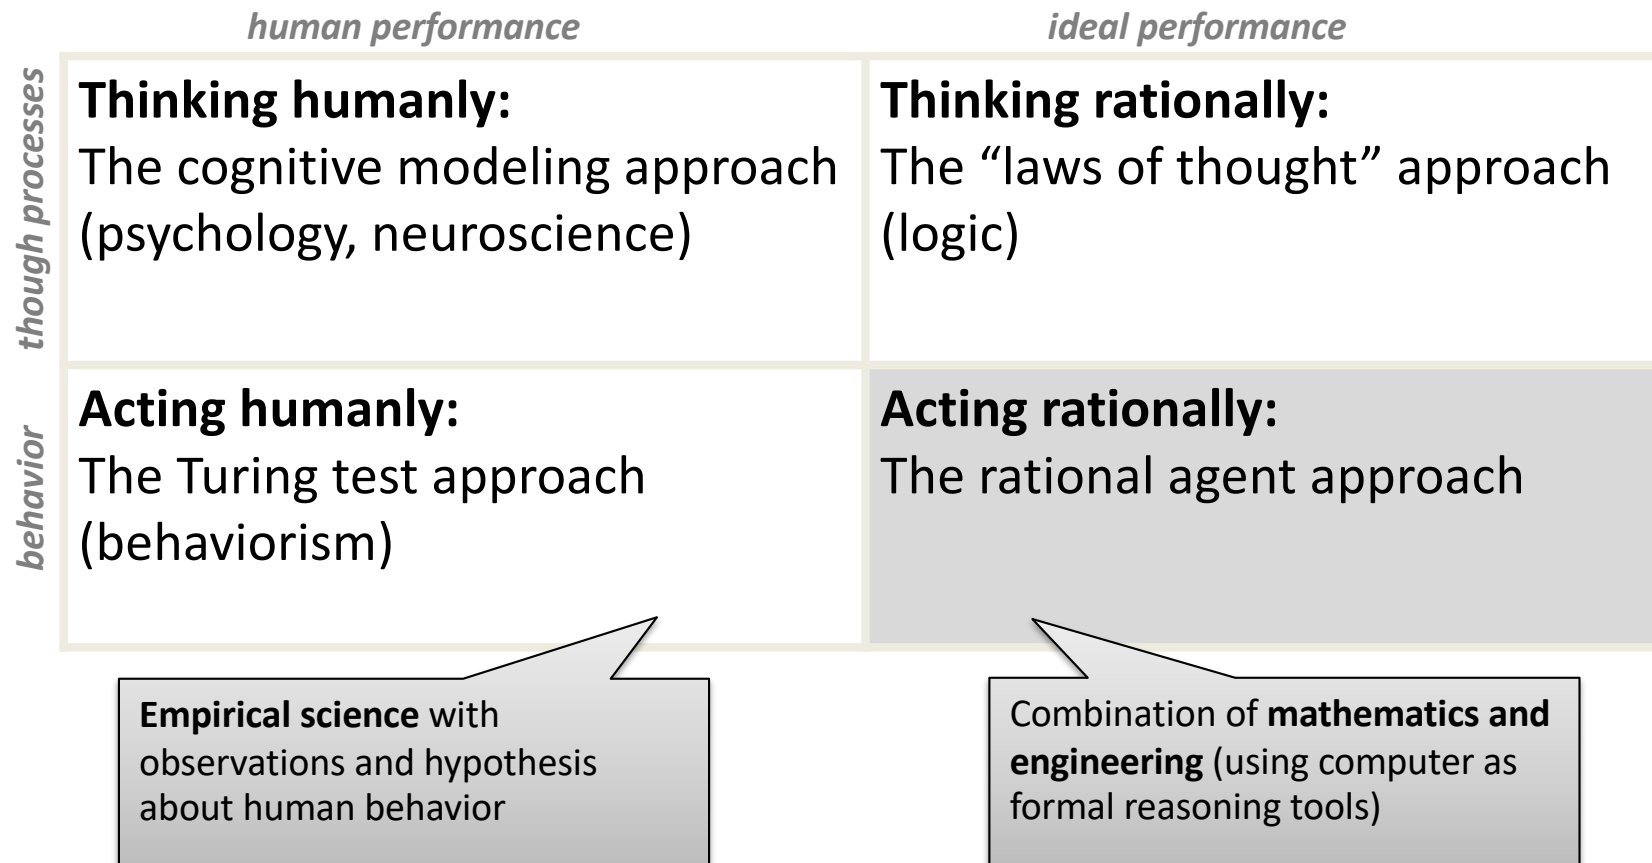 human performance
ideal performance
though processes
Thinking humanly:
The cognitive modeling approach
(psychology, neuroscience)
Thinking rationally:
The “laws of thought” approach
(logic)
behavior
Acting humanly:
The Turing test approach
(behaviorism)
Acting rationally:
The rational agent approach
Empirical science with
observations and hypothesis
about human behavior
Combination of mathematics and
engineering (using computer as
formal reasoning tools)